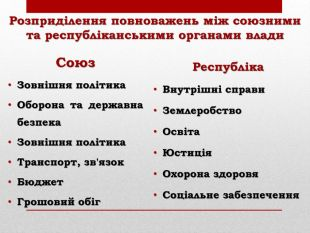 Розприділення повноважень між союзними
та республіканськими органами влади
Союз
• Зовнішня політика
• Оборона та державна
безпека
• Зовнішня політика
• Транспорт, зв'язок
• Бюджет
• Грошовий обіг
Республіка
• Внутрішні справи
• Землеробство
• Освіта
• Юстиція
• Охорона здоровя
• Соціальне забезпечення